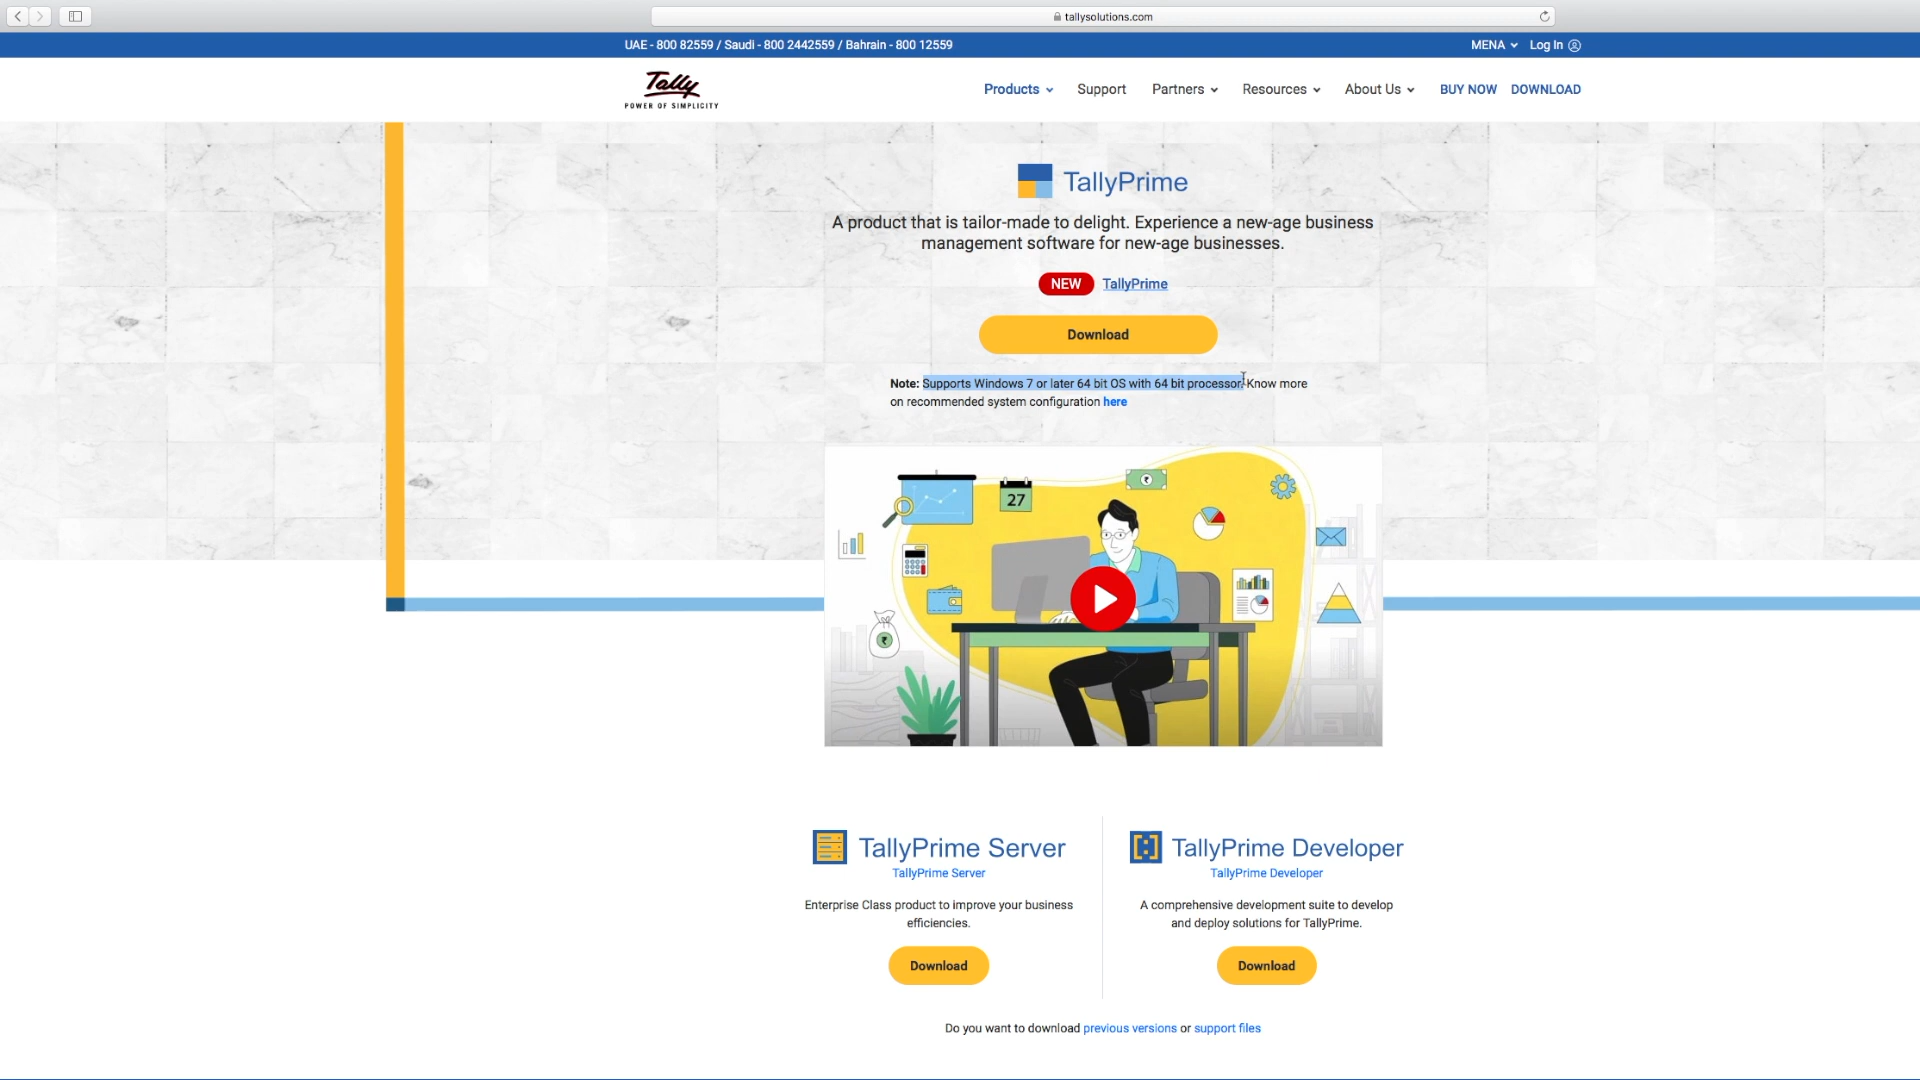 tallysolutions.com
UAE - 800 82559 / Saudi - 800 2442559 / Bahrain - 800 12559
MENA
Log In
Tally
POWER OF SIMPLICITY
Products
Support
Partners
Resources
About Us
BUY NOW
DOWNLOAD
TallyPrime
A product that is tailor-made to delight. Experience a new-age business
management software for new-age businesses.
NEW
TallyPrime
Download
Note: Supports Windows 7 or later 64 bit OS with 64 bit processor. Know more
on recommended system configuration here
27
₹
₹
TallyPrime Server
TallyPrime Server
Enterprise Class product to improve your business
efficiencies.
Download
TallyPrime Developer
TallyPrime Developer
A comprehensive development suite to develop
and deploy solutions for TallyPrime.
Download
Do you want to download previous versions or support files